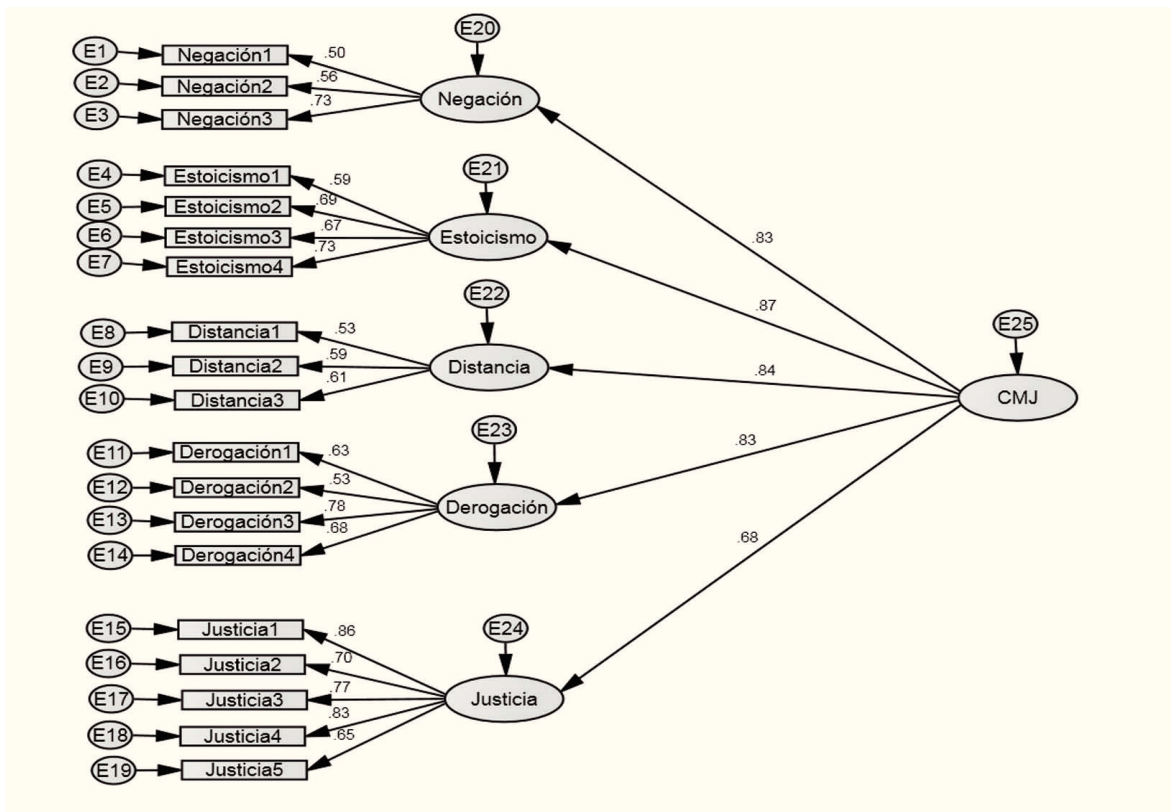 E20
E1
Negación1
.50
E2
Negación2
.56
Negación
E3
Negación3
.73
E21
E4
Estoicismo1
.59
E5
Estoicismo2
.69
E6
Estoicismo3
.67
Estoicismo
.83
E7
Estoicismo4
.73
E22
.87
E8
Distancia1
.53
E25
E9
Distancia2
.59
Distancia
.84
E10
Distancia3
.61
CMJ
E23
E11
Derogación1
.63
.83
E12
Derogación2
.53
Derogación
E13
Derogación3
.78
E14
Derogación4
.68
.68
E24
E15
Justicia1
.86
E16
Justicia2
.70
E17
Justicia3
.77
Justicia
E18
Justicia4
.83
E19
Justicia5
.65